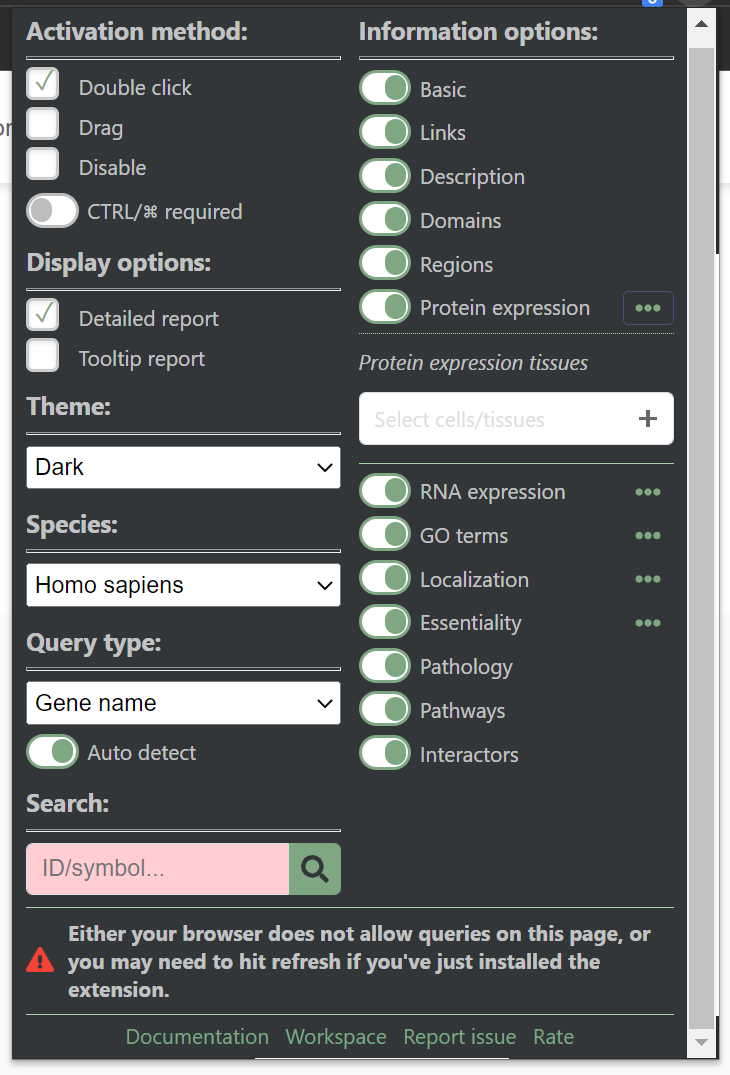 Activation method:
Double click
Drag
Disable
CTRL/⌘ required
Display options:
Detailed report
Tooltip report
Theme:
Dark
Species:
Homo sapiens
Query type:
Gene name
Auto detect
Search:
ID/symbol...
Information options:
Basic
Links
Description
Domains
Regions
Protein expression
Protein expression tissues
Select cells/tissues
RNA expression
GO terms
Localization
Essentiality
Pathology
Pathways
Interactors
Either your browser does not allow queries on this page, or
you may need to hit refresh if you've just installed the
extension.
Documentation Workspace Report issue Rate